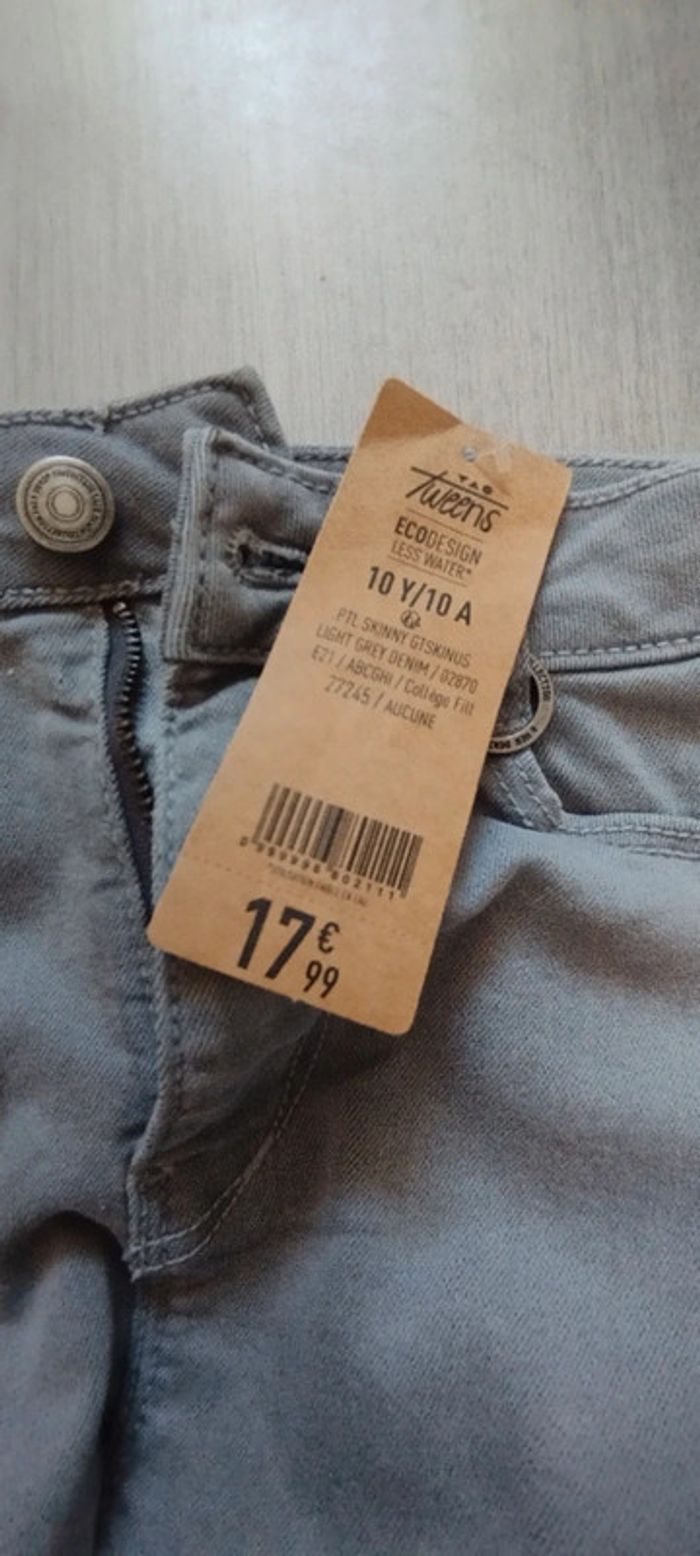 T.A.O
Tweens
ECODESIGN
LESS WATER*
10 Y/10 A
PTL SKINNY GTSKINUS
LIGHT GREY DENIM / 02870
E21 / ABCGHI / Collège Fill
27245 / AUCUNE
17€99